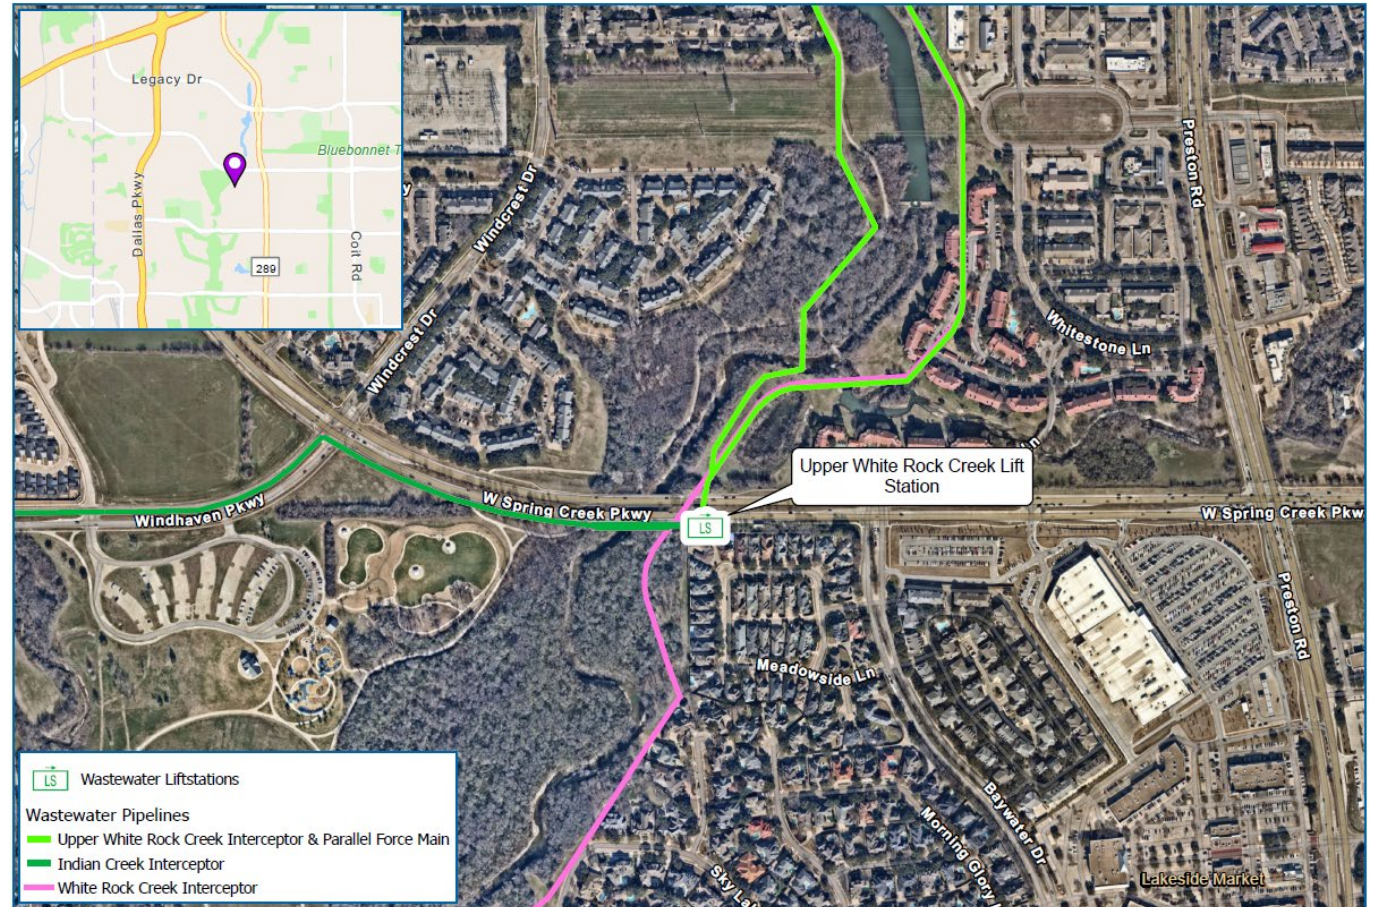 Legacy Dr
Bluebonnet T
Dallas Pkwy
Coit Rd
289
Windcrest Dr
Windcrest Dr
Preston Rd
Whitestone Ln
Upper White Rock Creek Lift
Station
LS
Windhaven Pkwy
W Spring Creek Pkwy
W Spring Creek Pkw
Preston Rd
Meadowside Ln
Baywater Dr
Morning Glory
Sky La
Lakeside Market
LS Wastewater Liftstations
Wastewater Pipelines
Upper White Rock Creek Interceptor & Parallel Force Main
Indian Creek Interceptor
White Rock Creek Interceptor